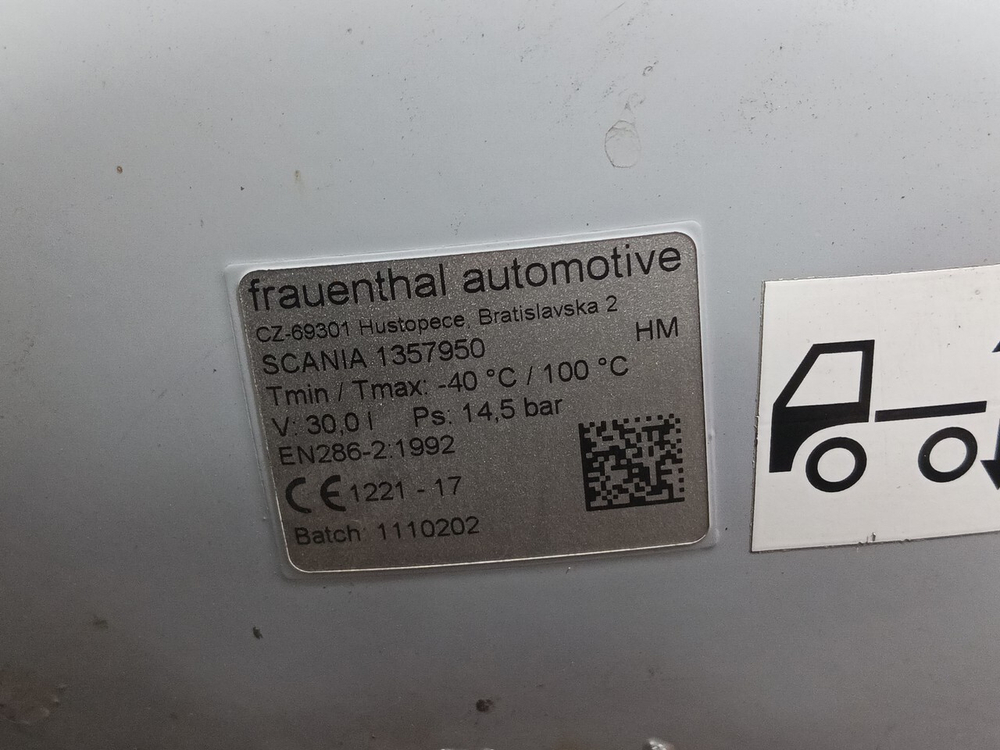 frauenthal automotive
CZ-69301 Hustopece, Bratislavska 2
HM
SCANIA 1357950
Tmin / Tmax: -40 °C / 100 °C
V: 30,0 l Ps: 14,5 bar
EN286-2:1992
CE 1221 - 17
Batch: 1110202